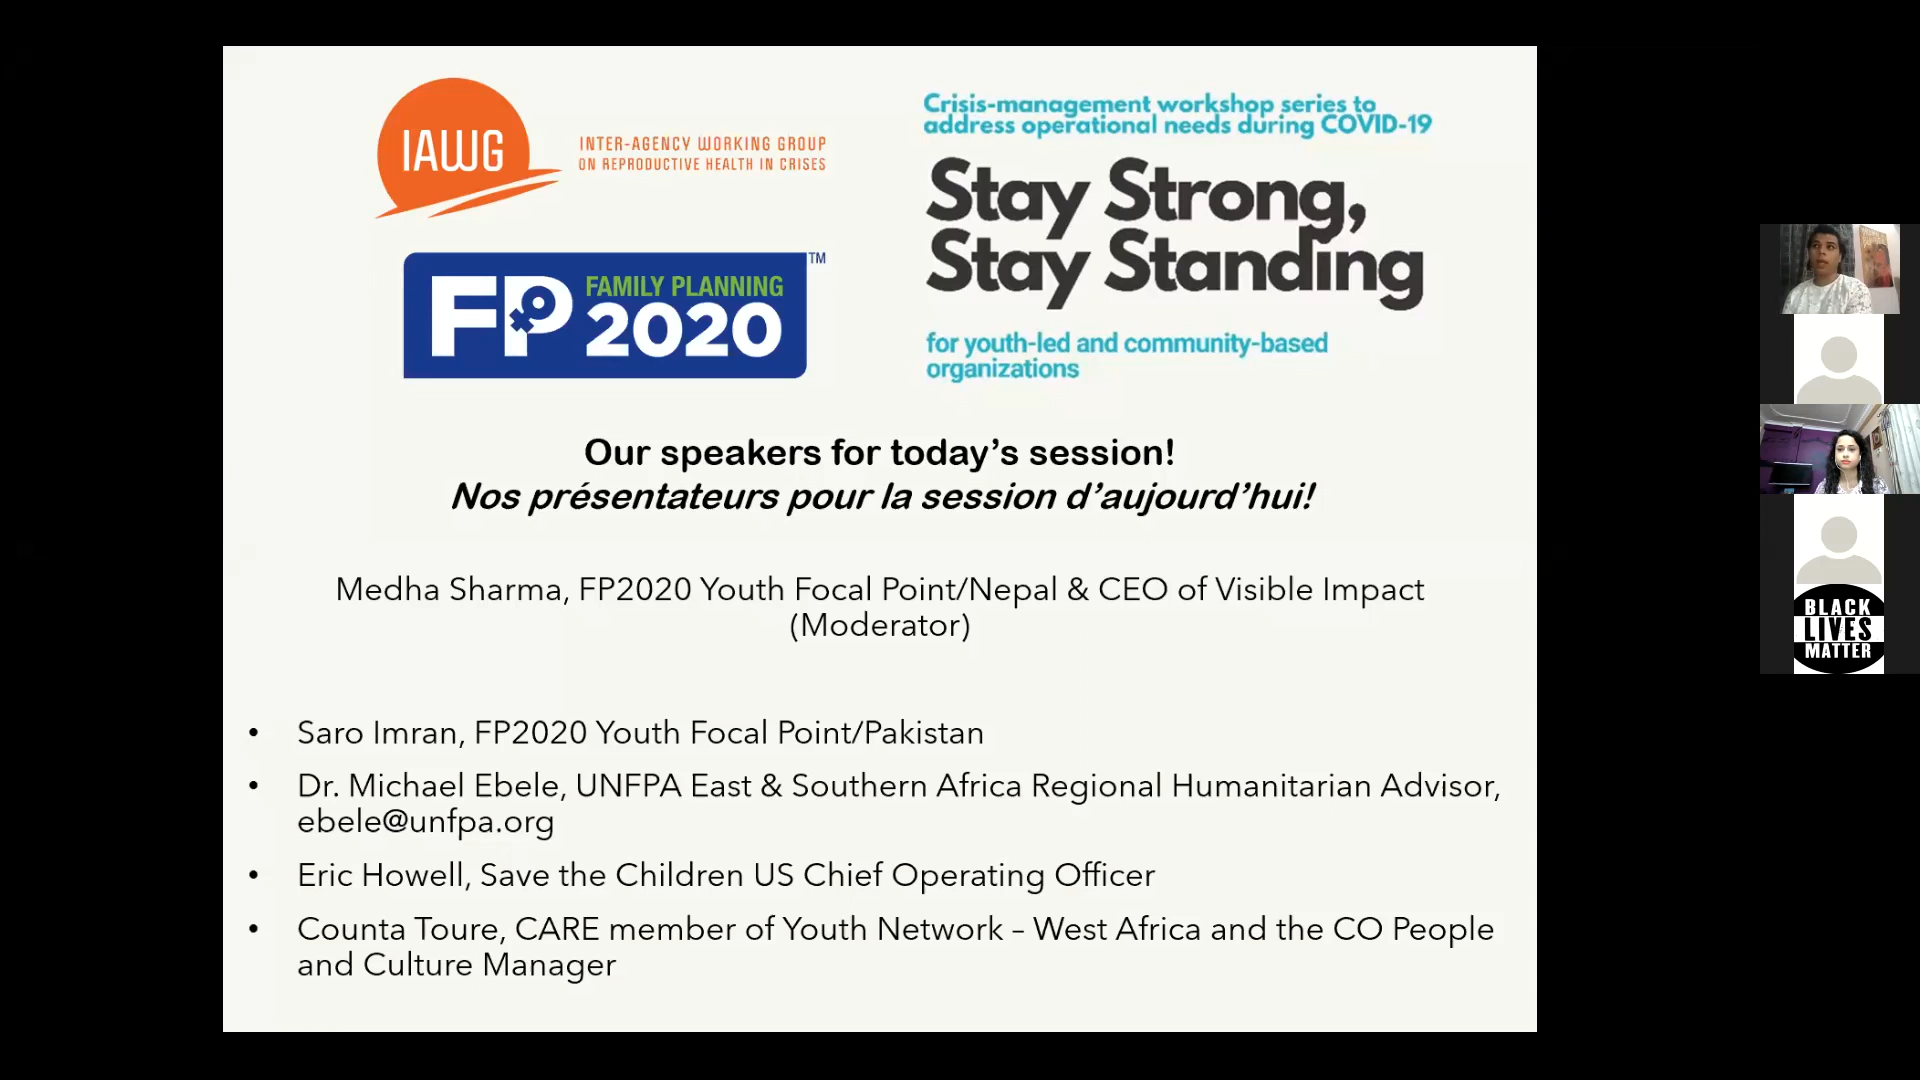 IAWG
INTER-AGENCY WORKING GROUP
ON REPRODUCTIVE HEALTH IN CRISES
FP
FAMILY PLANNING
2020
TM
Crisis-management workshop series to
address operational needs during COVID-19
Stay Strong,
Stay Standing
for youth-led and community-based
organizations
Our speakers for today’s session!
Nos présentateurs pour la session d’aujourd’hui!
Medha Sharma, FP2020 Youth Focal Point/Nepal & CEO of Visible Impact
(Moderator)
• Saro Imran, FP2020 Youth Focal Point/Pakistan
• Dr. Michael Ebele, UNFPA East & Southern Africa Regional Humanitarian Advisor,
ebele@unfpa.org
• Eric Howell, Save the Children US Chief Operating Officer
• Counta Toure, CARE member of Youth Network – West Africa and the CO People
and Culture Manager
BLACK
LIVES
MATTER